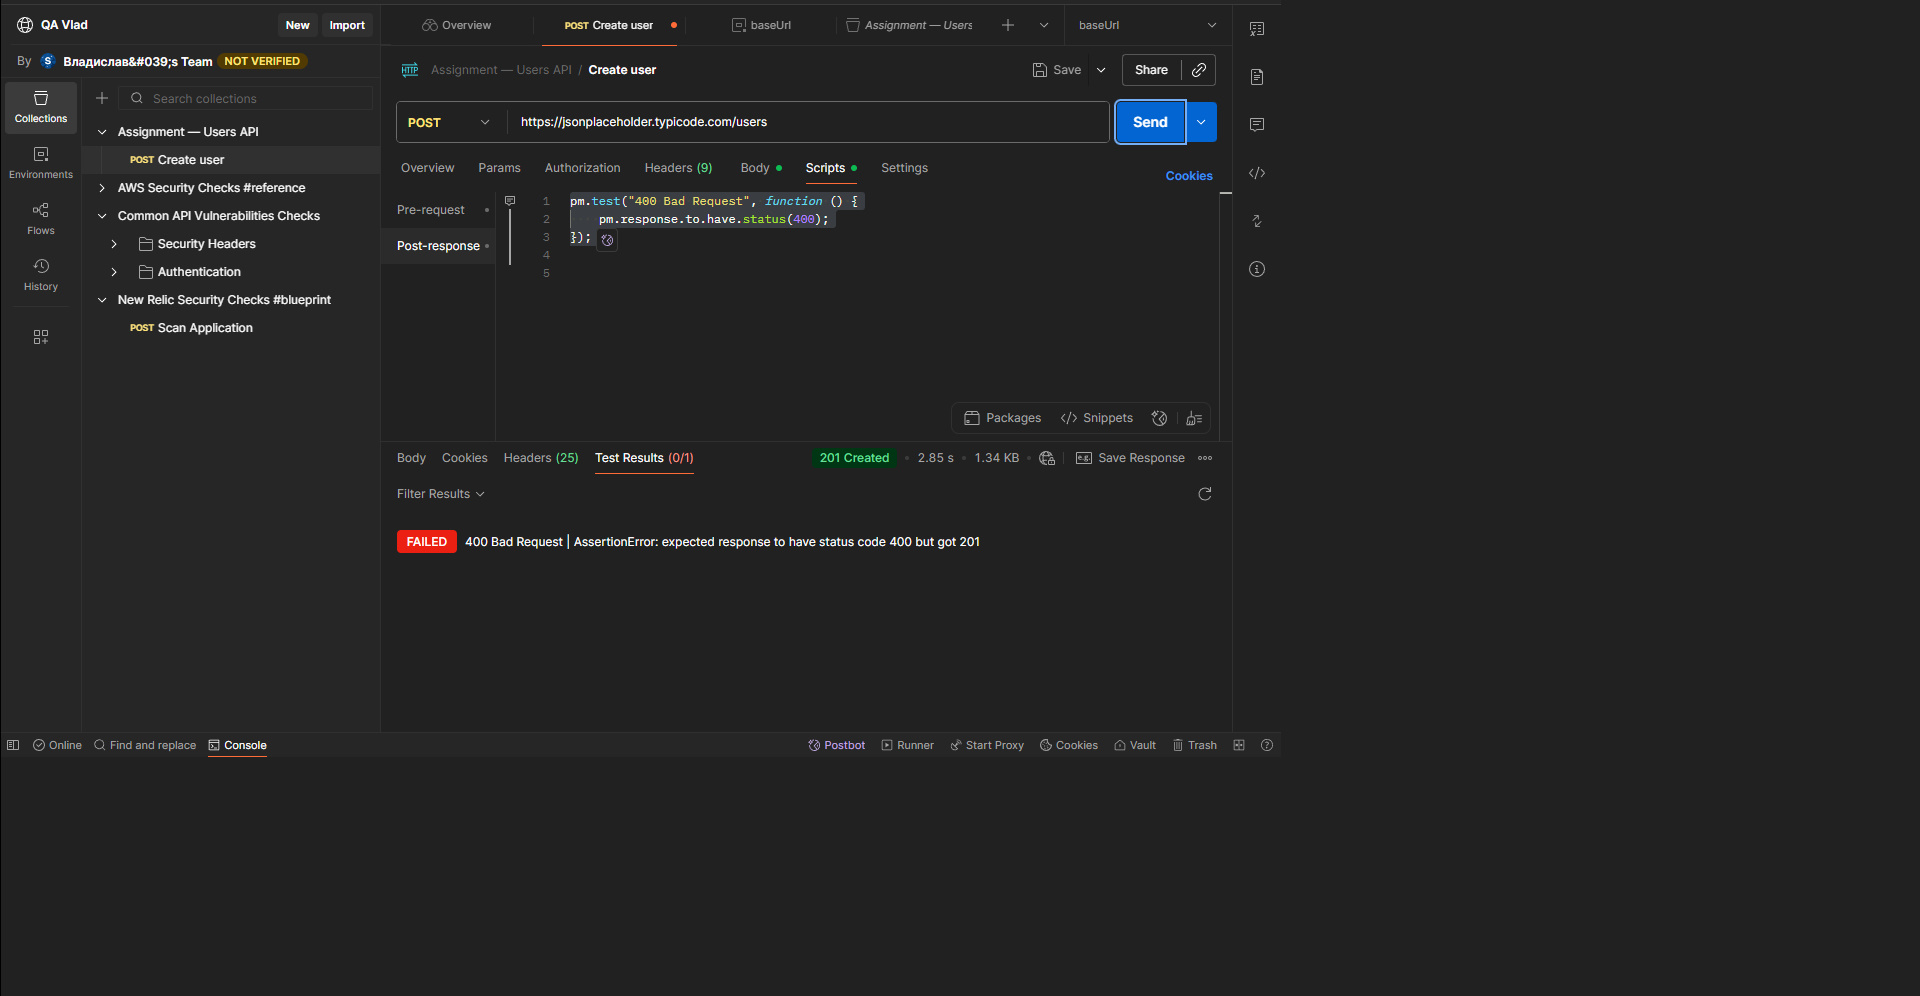 QA Vlad
New
Import
Overview
POST Create user
baseUrl
Assignment — Users
baseUrl
By Владислав&#039;s Team NOT VERIFIED
Assignment — Users API / Create user
Save
Share
Collections
Environments
Flows
History
Search collections
Assignment — Users API
POST Create user
AWS Security Checks #reference
Common API Vulnerabilities Checks
Security Headers
Authentication
New Relic Security Checks #blueprint
POST Scan Application
POST
https://jsonplaceholder.typicode.com/users
Send
Overview
Params
Authorization
Headers (9)
Body
Scripts
Settings
Cookies
Pre-request
Post-response
1 pm.test("400 Bad Request", function () {
2 pm.response.to.have.status(400);
3 });
4
5
Packages
</> Snippets
Body
Cookies
Headers (25)
Test Results (0/1)
201 Created
2.85 s
1.34 KB
e.g. Save Response
Filter Results
FAILED 400 Bad Request | AssertionError: expected response to have status code 400 but got 201
Online
Find and replace
Console
Postbot
Runner
Start Proxy
Cookies
Vault
Trash